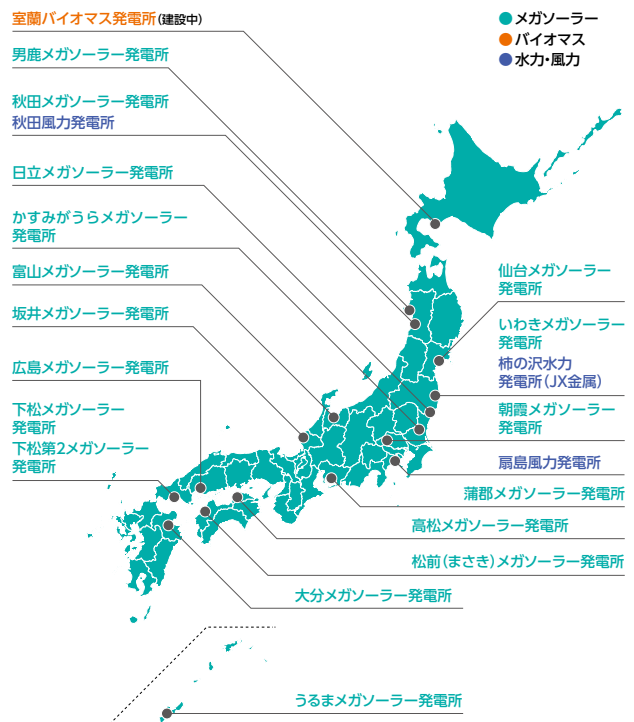 室蘭バイオマス発電所(建設中)
男鹿メガソーラー発電所
秋田メガソーラー発電所
秋田風力発電所
日立メガソーラー発電所
かすみがうらメガソーラー
発電所
富山メガソーラー発電所
坂井メガソーラー発電所
広島メガソーラー発電所
下松メガソーラー
発電所
下松第2メガソーラー
発電所
メガソーラー
バイオマス
水力・風力
仙台メガソーラー
発電所
いわきメガソーラー
発電所
柿の沢水力
発電所(JX金属)
朝霞メガソーラー
発電所
扇島風力発電所
蒲郡メガソーラー発電所
高松メガソーラー発電所
松前(まさき)メガソーラー発電所
大分メガソーラー発電所
うるまメガソーラー発電所